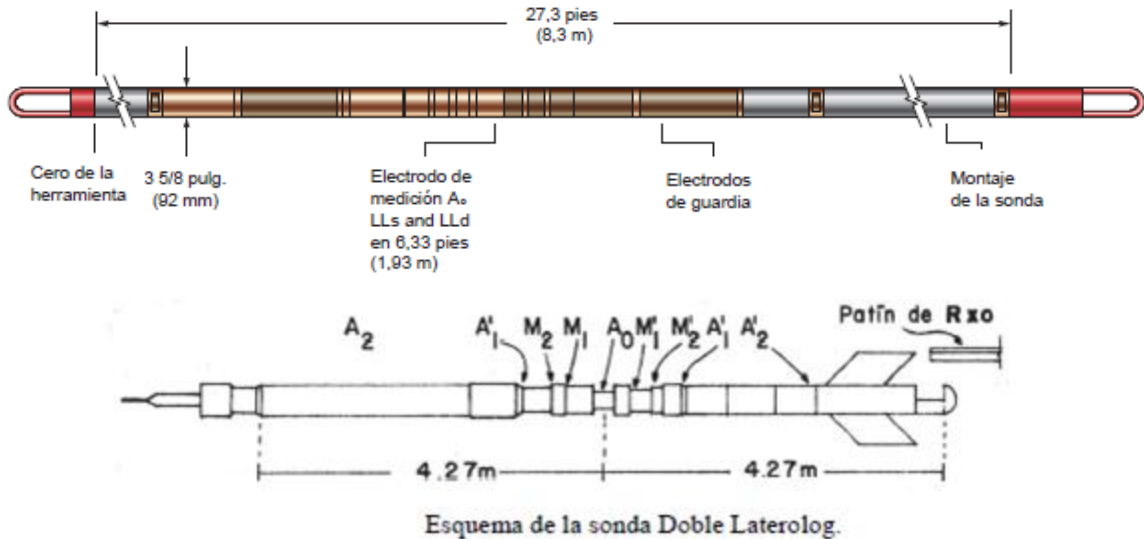 27,3 pies
(8,3 m)
Cero de la
herramienta
3 5/8 pulg.
(92 mm)
Electrodo de
medición A₀
LLs and LLd
en 6,33 pies
(1,93 m)
Electrodos
de guardia
Montaje
de la sonda
A₂
A'₁
M₂
M₁
A₀
M'₁
M'₂
A'₁
A'₂
Patín de Rxo
4.27m
4.27m
Esquema de la sonda Doble Laterolog.